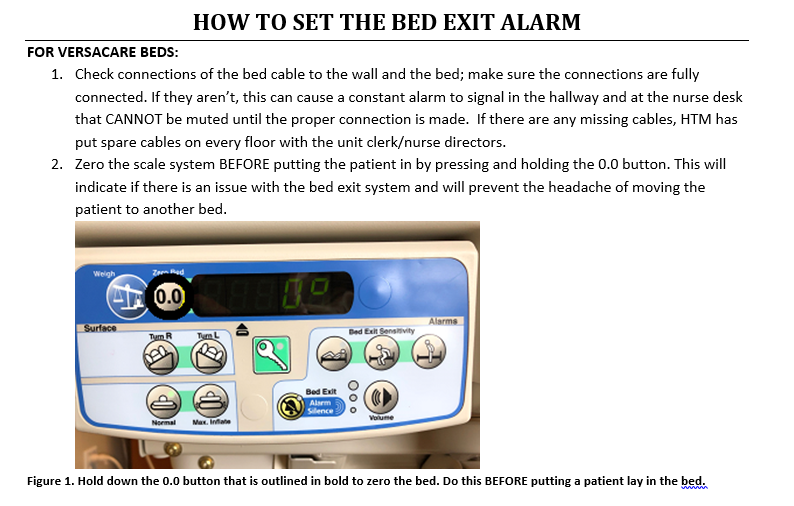 HOW TO SET THE BED EXIT ALARM
FOR VERSACARE BEDS:
1. Check connections of the bed cable to the wall and the bed; make sure the connections are fully
connected. If they aren't, this can cause a constant alarm to signal in the hallway and at the nurse desk
that CANNOT be muted until the proper connection is made. If there are any missing cables, HTM has
put spare cables on every floor with the unit clerk/nurse directors.
2. Zero the scale system BEFORE putting the patient in by pressing and holding the 0.0 button. This will
indicate if there is an issue with the bed exit system and will prevent the headache of moving the
patient to another bed.
Weigh
Zero Bed
0.0
0°
Alarms
Surface
Turn R
Turn L
Bed Exit Sensitivity
Bed Exit
Alarm
Silence
Volume
Normal
Max. Inflate
Figure 1. Hold down the 0.0 button that is outlined in bold to zero the bed. Do this BEFORE putting a patient lay in the bed.